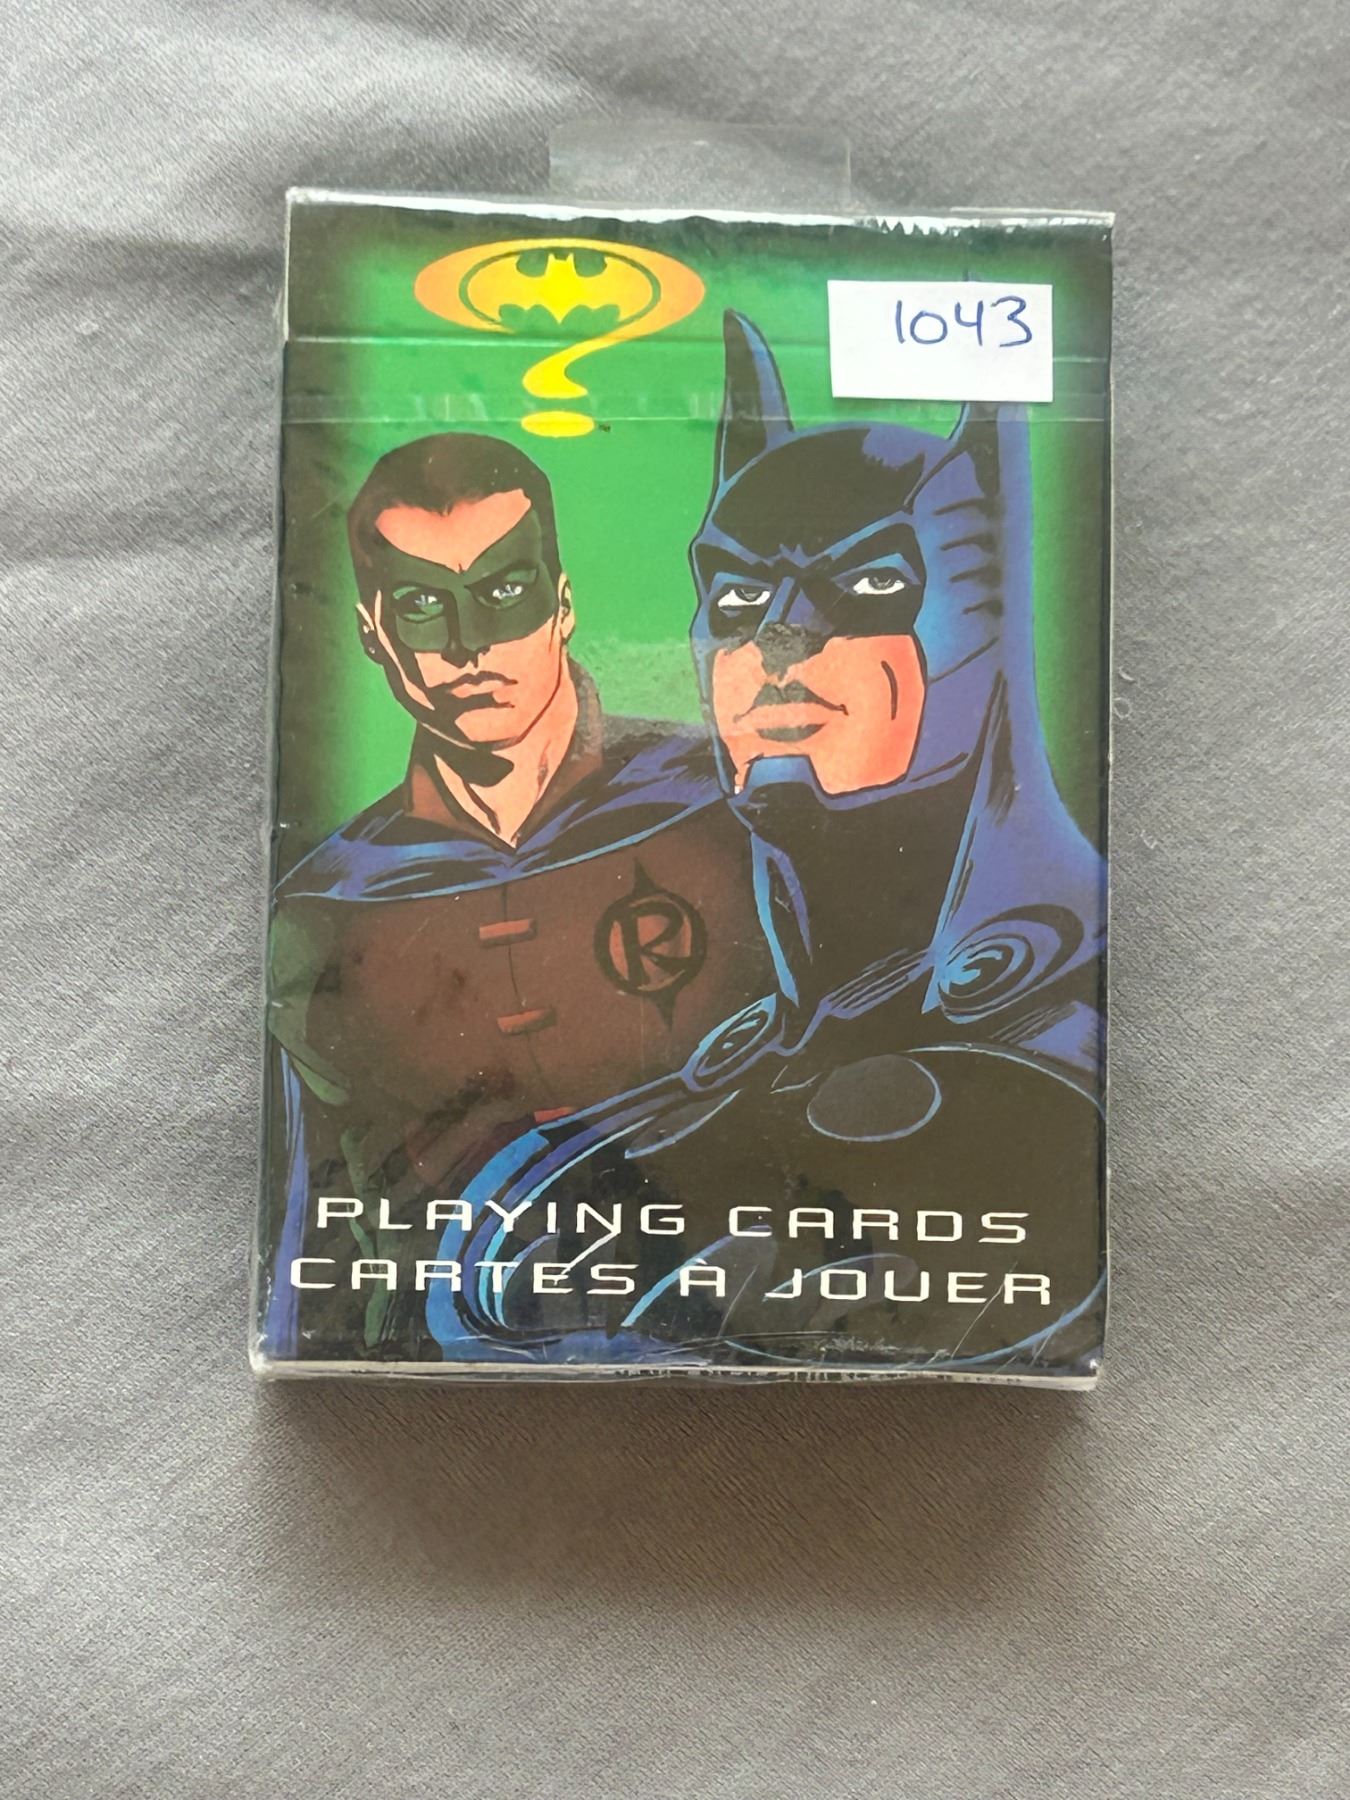 1043
R
PLAYING CARDS
CARTES À JOUER